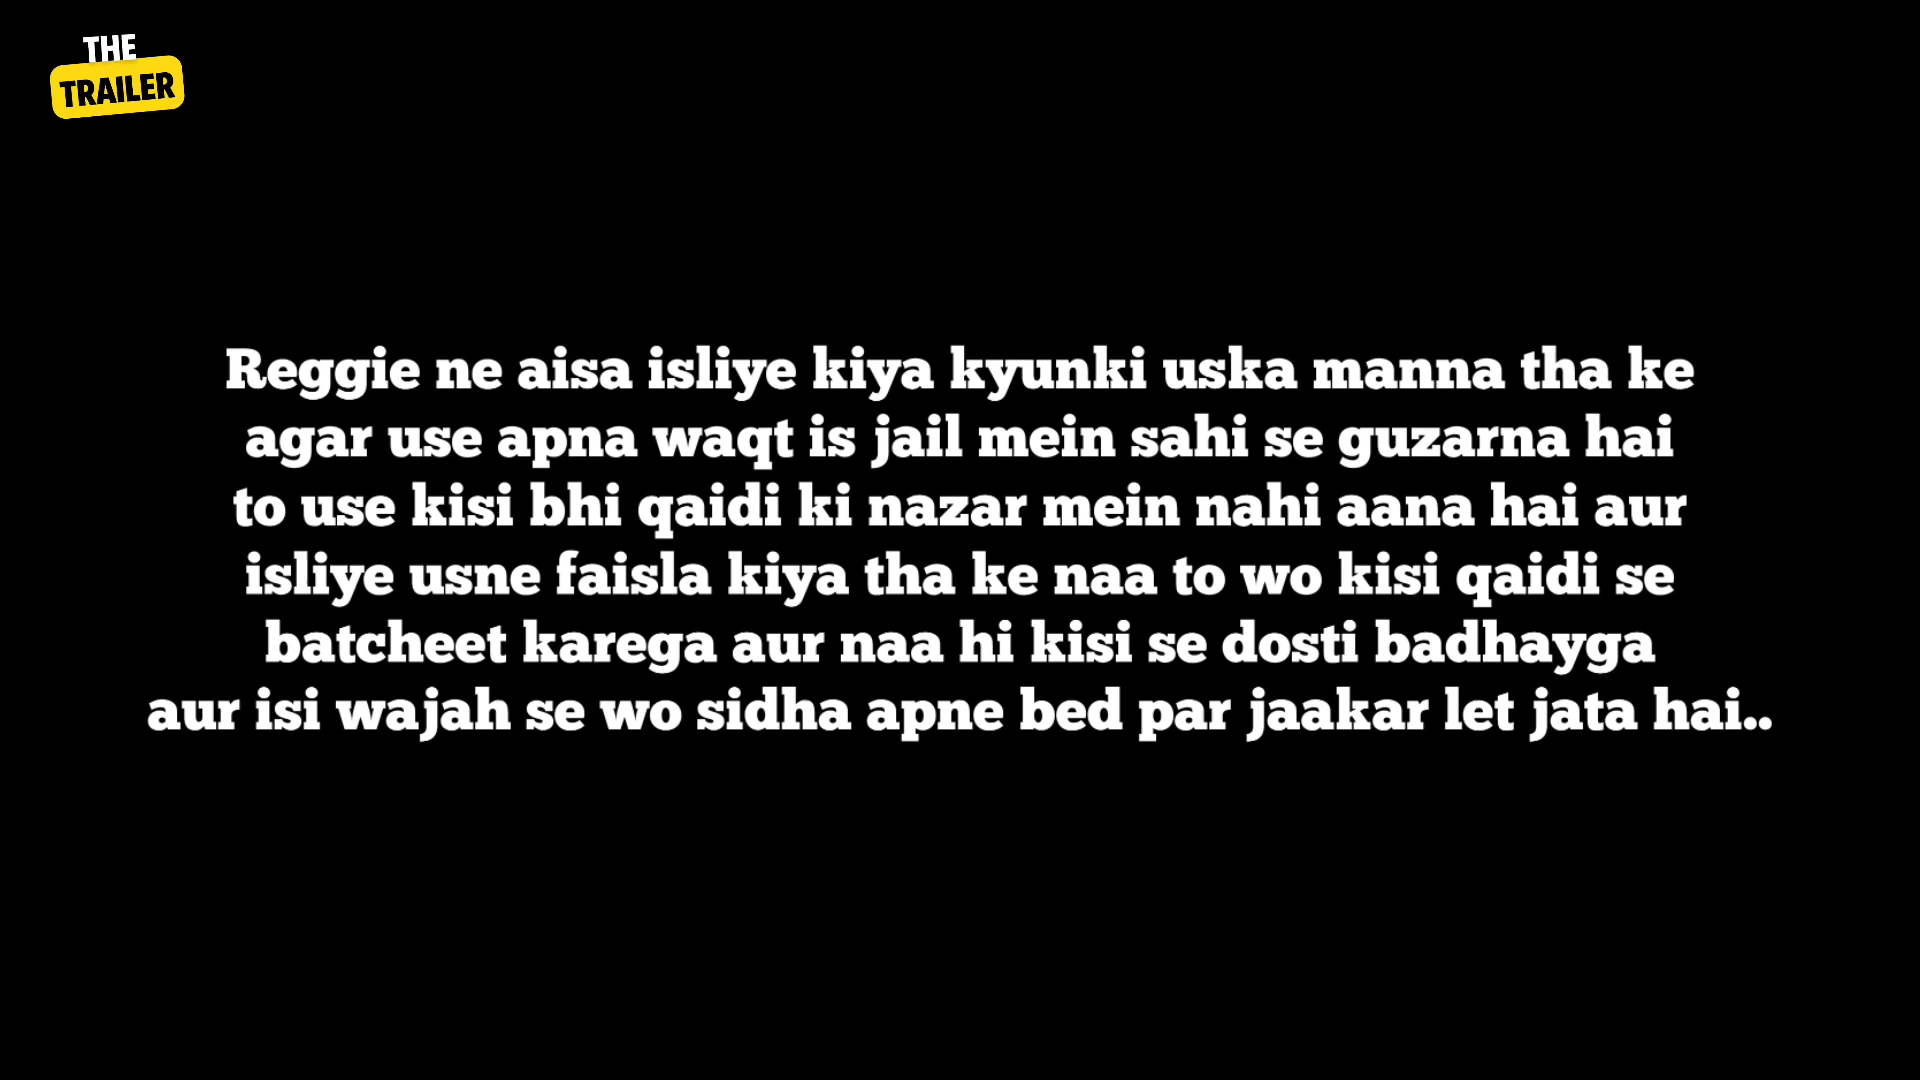 THE
TRAILER
Reggie ne aisa isliye kiya kyunki uska manna tha ke
agar use apna waqt is jail mein sahi se guzarna hai
to use kisi bhi qaidi ki nazar mein nahi aana hai aur
isliye usne faisla kiya tha ke naa to wo kisi qaidi se
batcheet karega aur naa hi kisi se dosti badhayga
aur isi wajah se wo sidha apne bed par jaakar let jata hai..